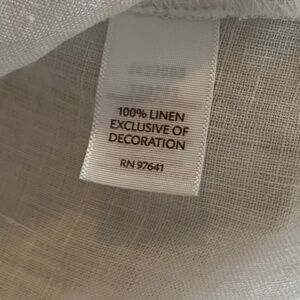 100% LINEN
EXCLUSIVE OF
DECORATION
RN 97641